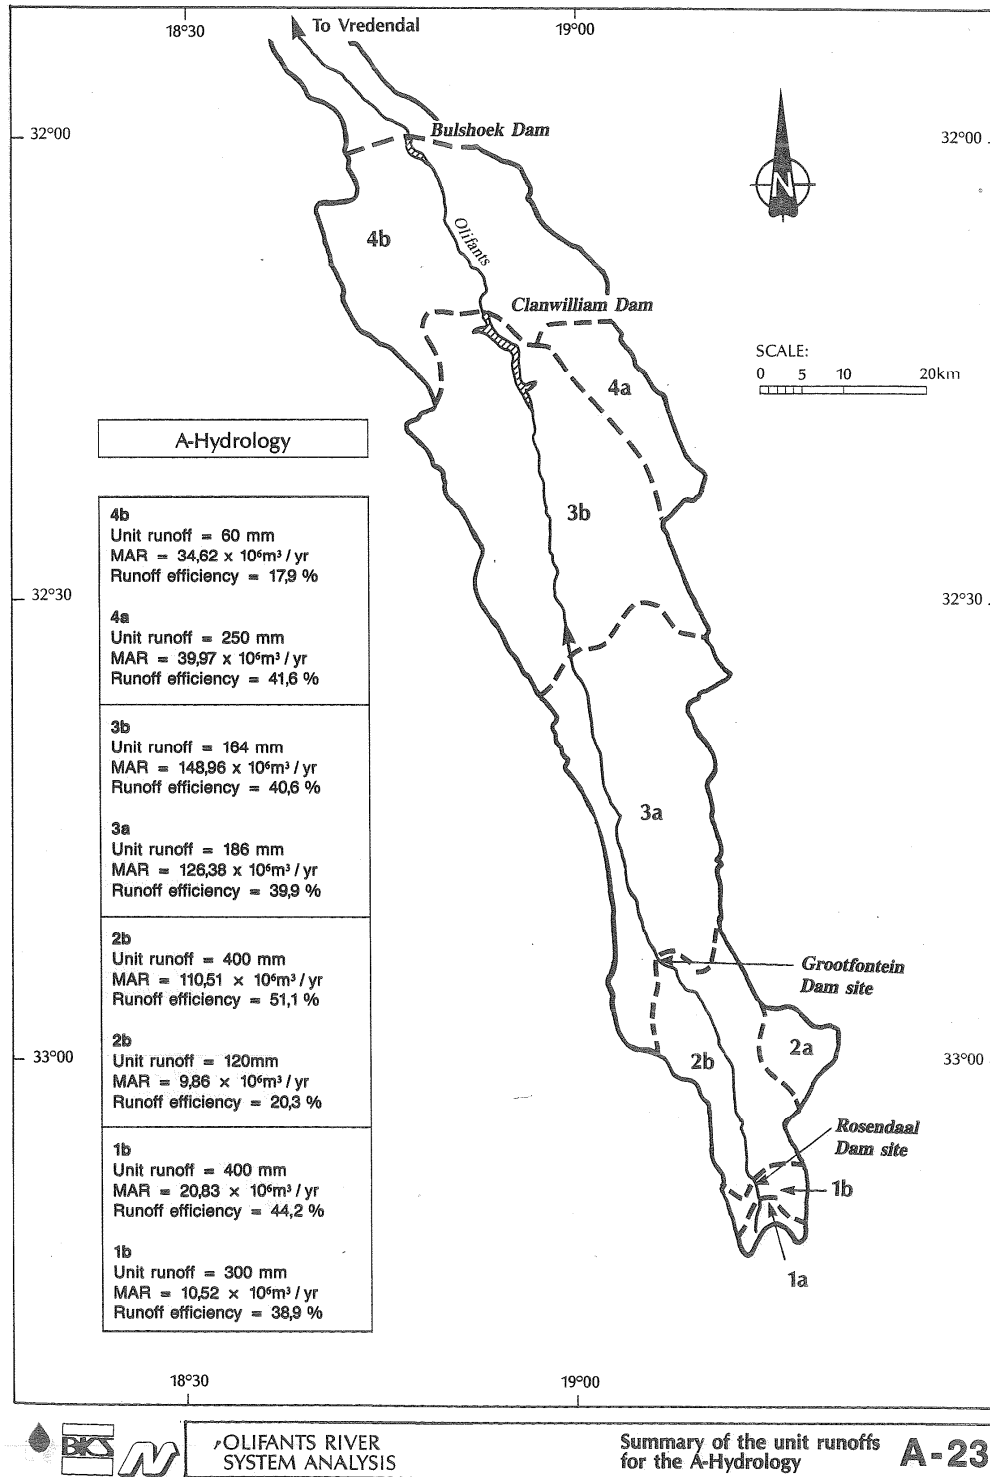 18°30
19°00
To Vredendal
32°00
Bulshoek Dam
32°00
N
4b
Olifants
Clanwilliam Dam
SCALE:
0 5 10 20km
4a
A-Hydrology
3b
4b
Unit runoff = 60 mm
MAR = 34,62 x 10⁶m³ / yr
Runoff efficiency = 17,9 %
4a
Unit runoff = 250 mm
MAR = 39,97 x 10⁶m³ / yr
Runoff efficiency = 41,6 %
3b
Unit runoff = 164 mm
MAR = 148,96 x 10⁶m³ / yr
Runoff efficiency = 40,6 %
3a
Unit runoff = 186 mm
MAR = 126,38 x 10⁶m³ / yr
Runoff efficiency = 39,9 %
2b
Unit runoff = 400 mm
MAR = 110,51 x 10⁶m³ / yr
Runoff efficiency = 51,1 %
2b
Unit runoff = 120mm
MAR = 9,86 x 10⁶m³ / yr
Runoff efficiency = 20,3 %
1b
Unit runoff = 400 mm
MAR = 20,83 x 10⁶m³ / yr
Runoff efficiency = 44,2 %
1b
Unit runoff = 300 mm
MAR = 10,52 x 10⁶m³ / yr
Runoff efficiency = 38,9 %
32°30
32°30
3a
Grootfontein
Dam site
33°00
2b
2a
33°00
Rosendaal
Dam site
1b
1a
18°30
19°00
BKS
N
OLIFANTS RIVER
SYSTEM ANALYSIS
Summary of the unit runoffs
for the A-Hydrology
A-23